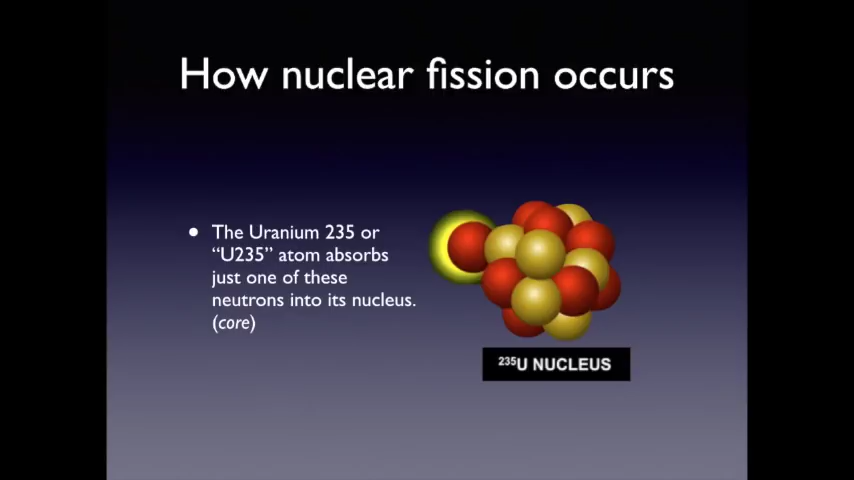 How nuclear fission occurs
• The Uranium 235 or
“U235” atom absorbs
just one of these
neutrons into its nucleus.
(core)
²³⁵U NUCLEUS